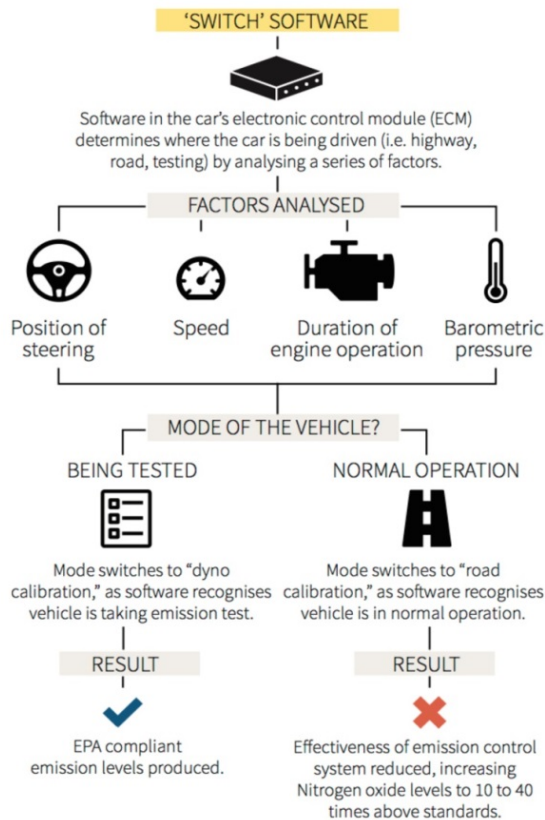 ‘SWITCH’ SOFTWARE
Software in the car’s electronic control module (ECM)
determines where the car is being driven (i.e. highway,
road, testing) by analysing a series of factors.
FACTORS ANALYSED
Position of
steering
Speed
Duration of
engine operation
Barometric
pressure
MODE OF THE VEHICLE?
BEING TESTED
Mode switches to “dyno
calibration,” as software recognises
vehicle is taking emission test.
RESULT
EPA compliant
emission levels produced.
NORMAL OPERATION
Mode switches to “road
calibration,” as software recognises
vehicle is in normal operation.
RESULT
Effectiveness of emission control
system reduced, increasing
Nitrogen oxide levels to 10 to 40
times above standards.